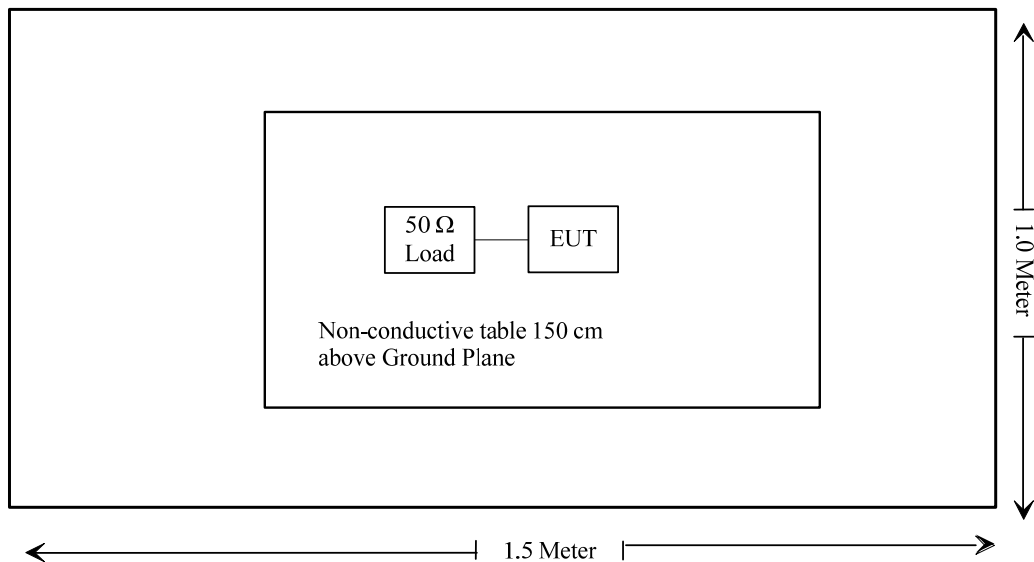 50 Ω
Load
EUT
Non-conductive table 150 cm
above Ground Plane
1.0 Meter
1.5 Meter